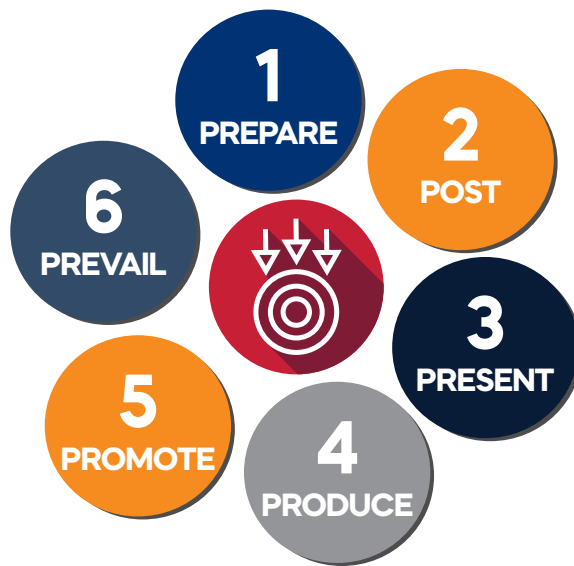 1
PREPARE
2
POST
3
PRESENT
4
PRODUCE
5
PROMOTE
6
PREVAIL